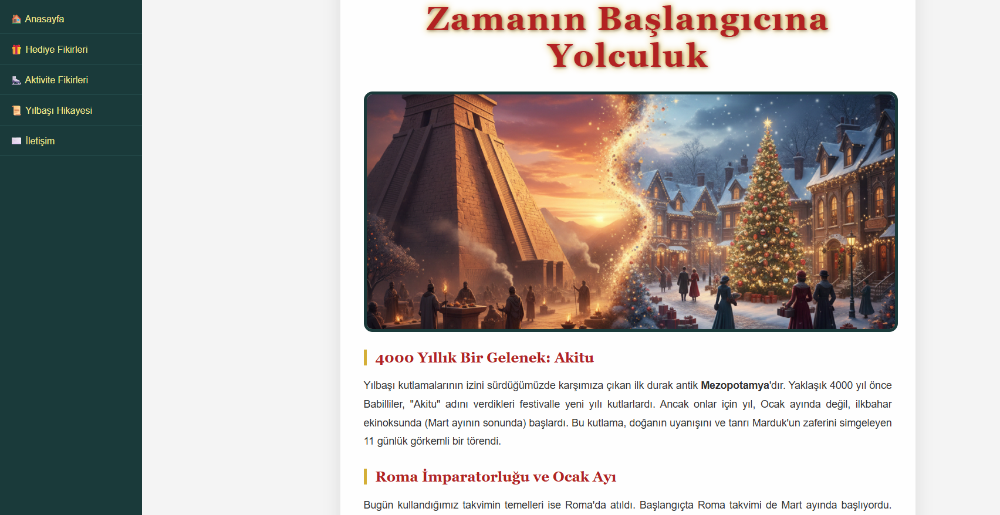 Anasayfa
Hediye Fikirleri
Aktivite Fikirleri
Yılbaşı Hikayesi
İletişim
Zamanın Başlangıcına
Yolculuk
4000 Yıllık Bir Gelenek: Akitu
Yılbaşı kutlamalarının izini sürdüğümüzde karşımıza çıkan ilk durak antik Mezopotamya'dır. Yaklaşık 4000 yıl önce
Babilliler, "Akitu" adını verdikleri festivalle yeni yılı kutlarlardı. Ancak onlar için yıl, Ocak ayında değil, ilkbahar
ekinoksunda (Mart ayının sonunda) başlardı. Bu kutlama, doğanın uyanışını ve tanrı Marduk'un zaferini simgeleyen
11 günlük görkemli bir törendi.
Roma İmparatorluğu ve Ocak Ayı
Bugün kullandığımız takvimin temelleri ise Roma'da atıldı. Başlangıçta Roma takvimi de Mart ayında başlıyordu.